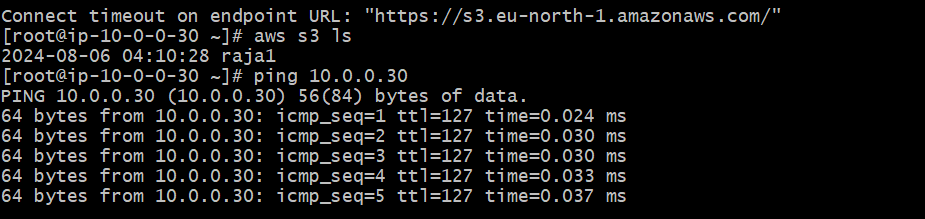 Connect timeout on endpoint URL: "https://s3.eu-north-1.amazonaws.com/"
[root@ip-10-0-0-30 ~]# aws s3 ls
2024-08-06 04:10:28 raja1
[root@ip-10-0-0-30 ~]# ping 10.0.0.30
PING 10.0.0.30 (10.0.0.30) 56(84) bytes of data.
64 bytes from 10.0.0.30: icmp_seq=1 ttl=127 time=0.024 ms
64 bytes from 10.0.0.30: icmp_seq=2 ttl=127 time=0.030 ms
64 bytes from 10.0.0.30: icmp_seq=3 ttl=127 time=0.030 ms
64 bytes from 10.0.0.30: icmp_seq=4 ttl=127 time=0.033 ms
64 bytes from 10.0.0.30: icmp_seq=5 ttl=127 time=0.037 ms